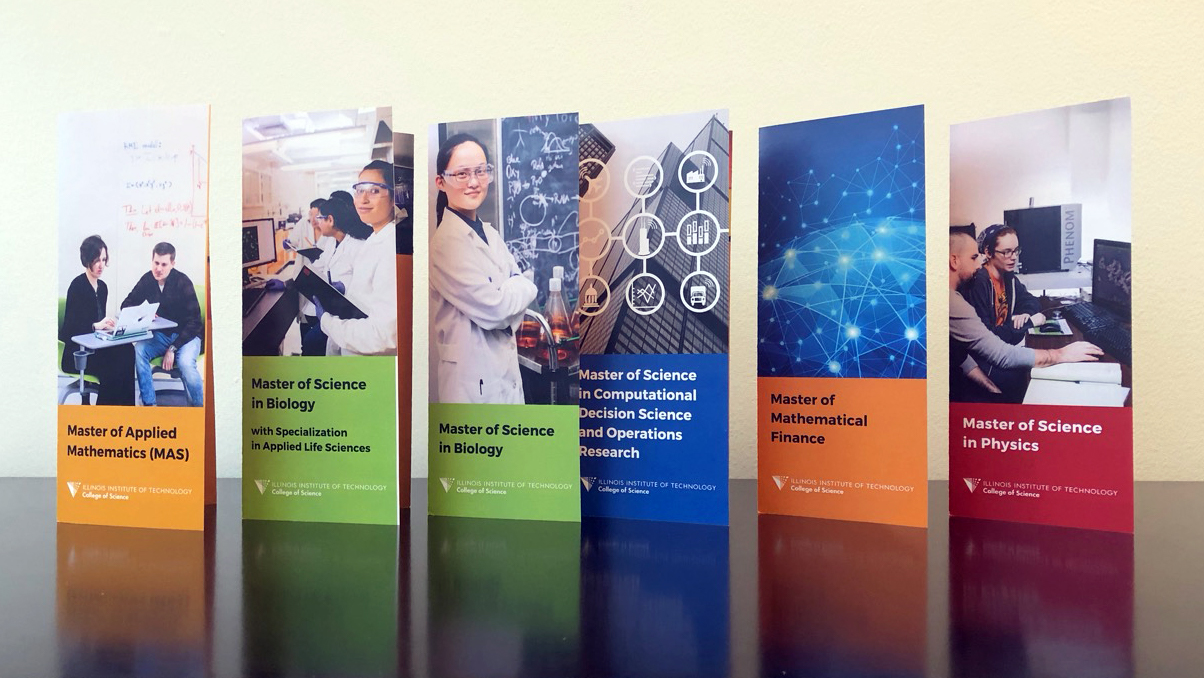 Master of Applied
Mathematics (MAS)
ILLINOIS INSTITUTE OF TECHNOLOGY
College of Science
Master of Science
in Biology
with Specialization
in Applied Life Sciences
ILLINOIS INSTITUTE OF TECHNOLOGY
College of Science
Master of Science
in Biology
ILLINOIS INSTITUTE OF TECHNOLOGY
College of Science
Master of Science
in Computational
Decision Science
and Operations
Research
ILLINOIS INSTITUTE OF TECHNOLOGY
College of Science
Master of
Mathematical
Finance
ILLINOIS INSTITUTE OF TECHNOLOGY
College of Science
PHENOM
Master of Science
in Physics
ILLINOIS INSTITUTE OF TECHNOLOGY
College of Science